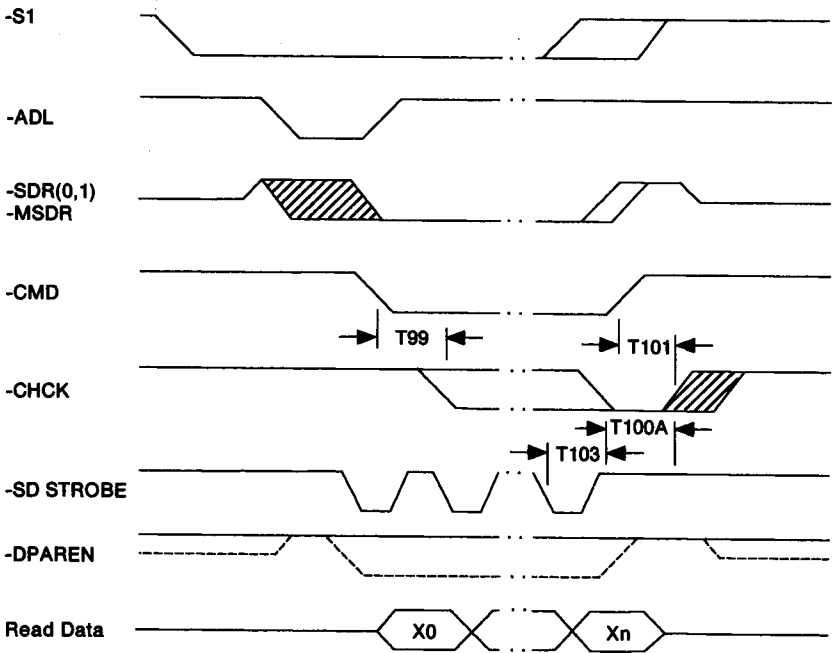 -S1
-ADL
-SDR(0,1)
-MSDR
-CMD
T99
T101
-CHCK
T100A
T103
-SD STROBE
-DPAREN
Read Data
X0
Xn